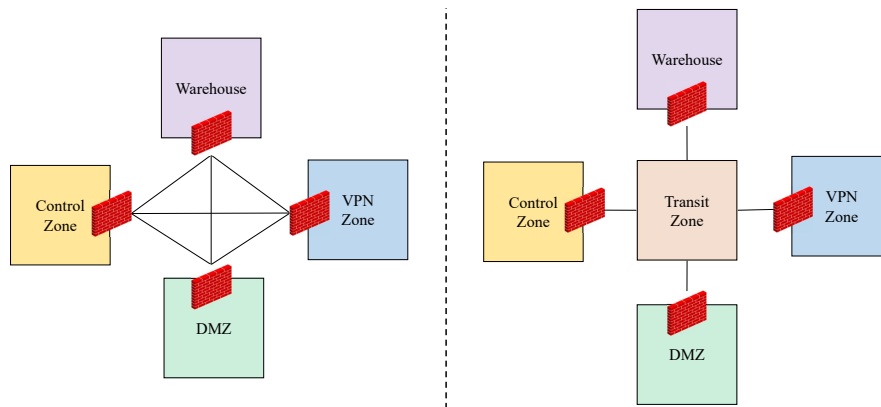 Warehouse
Control
Zone
VPN
Zone
DMZ
Warehouse
Control
Zone
Transit
Zone
VPN
Zone
DMZ